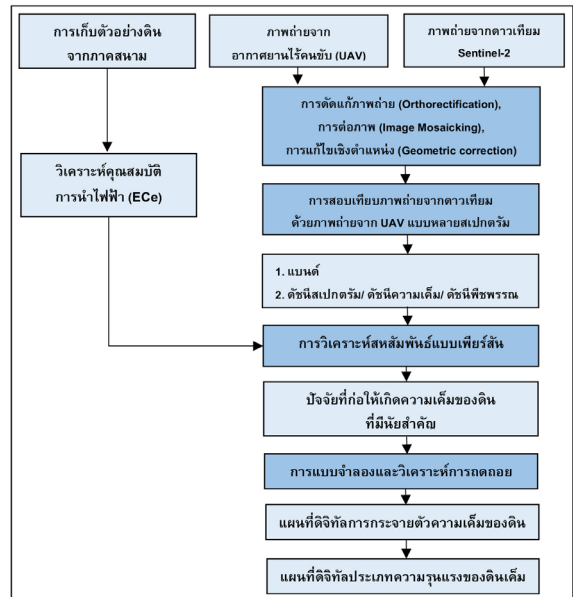 การเก็บตัวอย่างดิน
จากภาคสนาม
ภาพถ่ายจาก
อากาศยานไร้คนขับ (UAV)
ภาพถ่ายจากดาวเทียม
Sentinel-2
การดัดแก้ภาพถ่าย (Orthorectification),
การต่อภาพ (Image Mosaicking),
การแก้ไขเชิงตำแหน่ง (Geometric correction)
วิเคราะห์คุณสมบัติ
การนำไฟฟ้า (ECe)
การสอบเทียบภาพถ่ายจากดาวเทียม
ด้วยภาพถ่ายจาก UAV แบบหลายสเปกตรัม
1. แบนด์
2. ดัชนีสเปกตรัม/ ดัชนีความเค็ม/ ดัชนีพืชพรรณ
การวิเคราะห์สหสัมพันธ์แบบเพียร์สัน
ปัจจัยที่ก่อให้เกิดความเค็มของดิน
ที่มีนัยสำคัญ
การแบบจำลองและวิเคราะห์การถดถอย
แผนที่ดิจิทัลการกระจายตัวความเค็มของดิน
แผนที่ดิจิทัลประเภทความรุนแรงของดินเค็ม